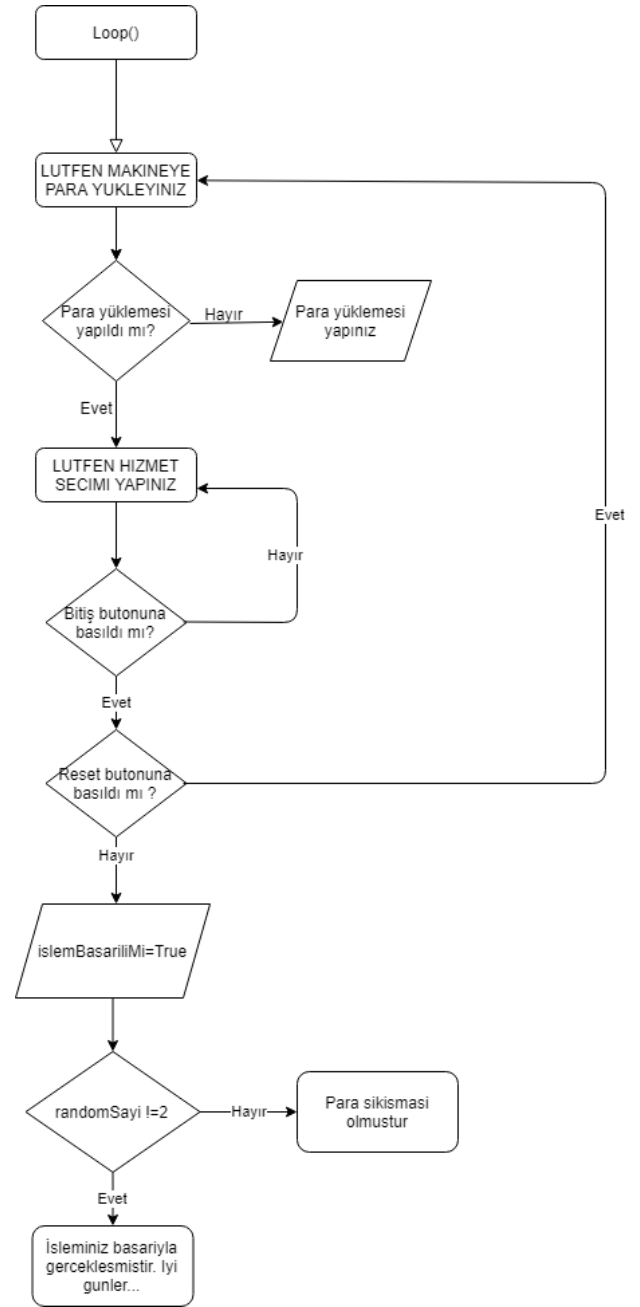 Loop()
LUTFEN MAKINEYE
PARA YUKLEYINIZ
Para yüklemesi
yapıldı mı?
Hayır
Para yüklemesi
yapınız
Evet
LUTFEN HIZMET
SECIMI YAPINIZ
Evet
Hayır
Bitiş butonuna
basıldı mı?
Evet
Reset butonuna
basıldı mı ?
Hayır
islemBasariliMi=True
randomSayi !=2
Hayır
Para sikismasi
olmustur
Evet
İsleminiz basariyla
gerceklesmistir. Iyi
gunler...